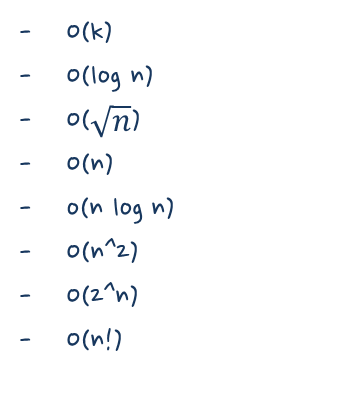 - O(k)
- O(log n)
- O(√n)
- O(n)
- O(n log n)
- O(n^2)
- O(2^n)
- O(n!)